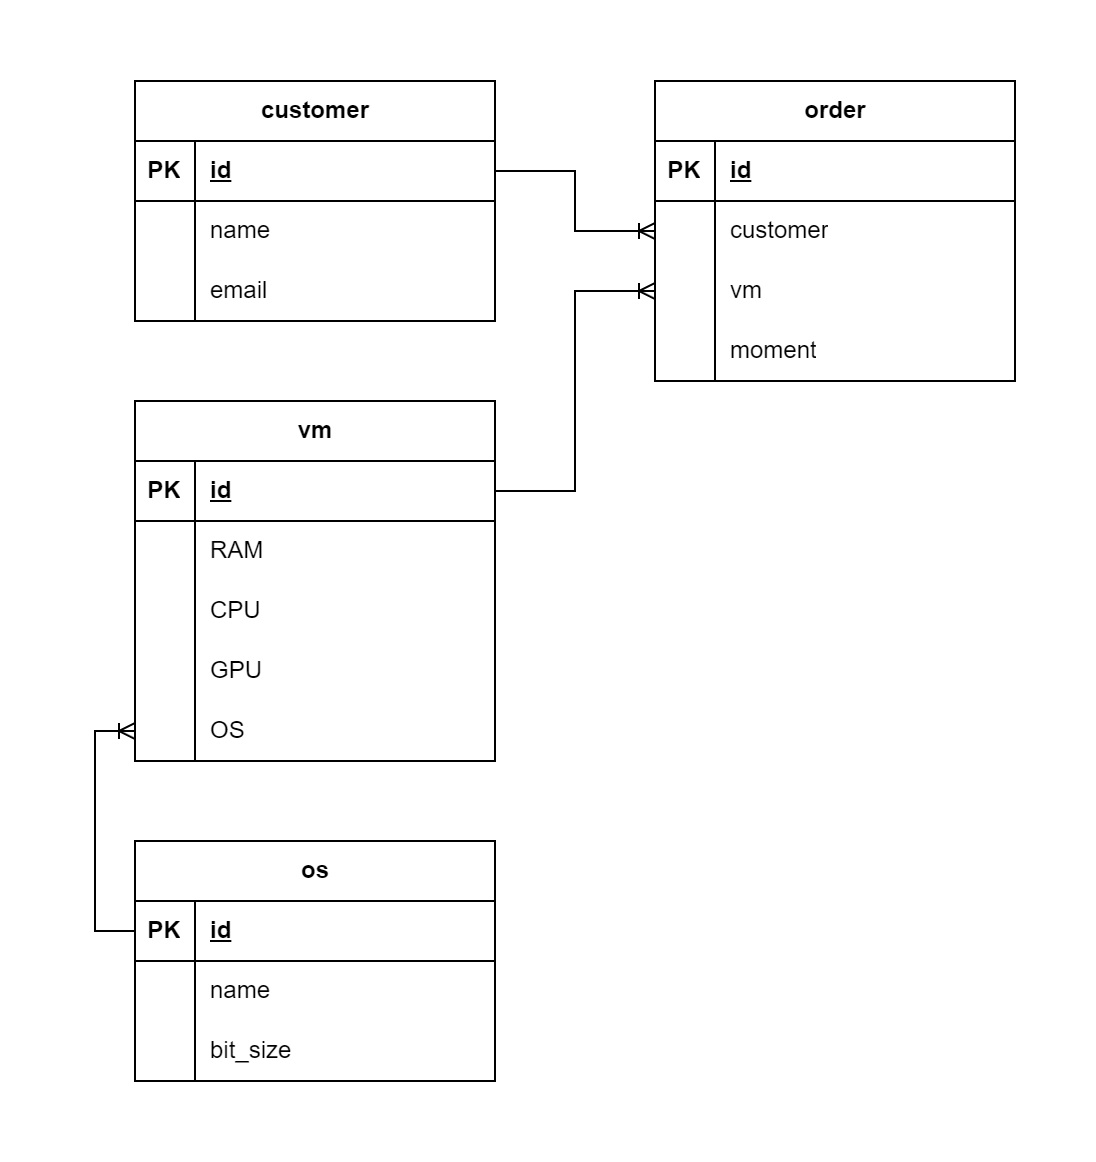 customer
PK id
name
email
order
PK id
customer
vm
moment
vm
PK id
RAM
CPU
GPU
OS
os
PK id
name
bit_size